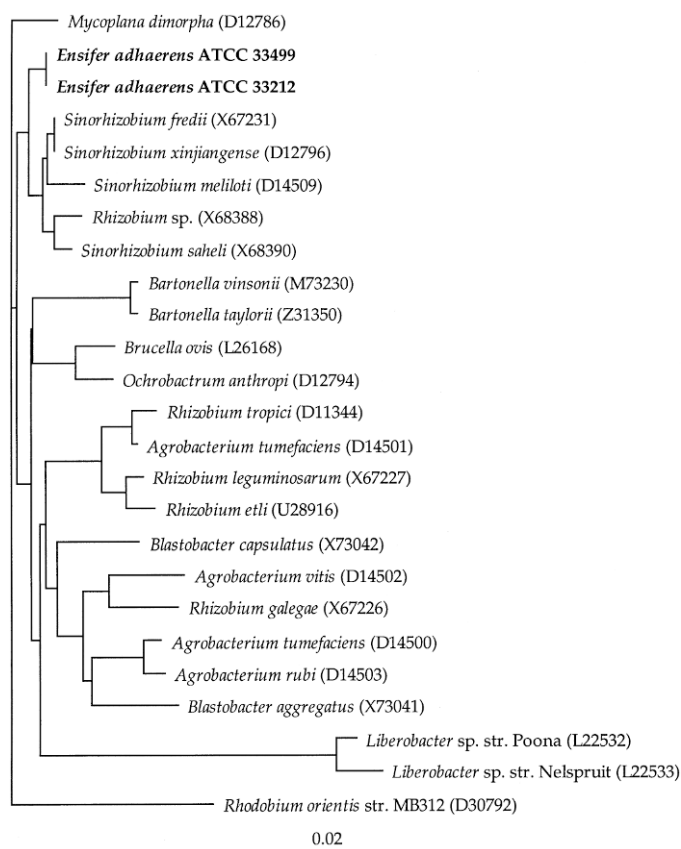 Mycoplana dimorpha (D12786)
Ensifer adhaerens ATCC 33499
Ensifer adhaerens ATCC 33212
Sinorhizobium fredii (X67231)
Sinorhizobium xinjiangense (D12796)
Sinorhizobium meliloti (D14509)
Rhizobium sp. (X68388)
Sinorhizobium saheli (X68390)
Bartonella vinsonii (M73230)
Bartonella taylorii (Z31350)
Brucella ovis (L26168)
Ochrobactrum anthropi (D12794)
Rhizobium tropici (D11344)
Agrobacterium tumefaciens (D14501)
Rhizobium leguminosarum (X67227)
Rhizobium etli (U28916)
Blastobacter capsulatus (X73042)
Agrobacterium vitis (D14502)
Rhizobium galegae (X67226)
Agrobacterium tumefaciens (D14500)
Agrobacterium rubi (D14503)
Blastobacter aggregatus (X73041)
Liberobacter sp. str. Poona (L22532)
Liberobacter sp. str. Nelspruit (L22533)
Rhodobium orientis str. MB312 (D30792)
0.02